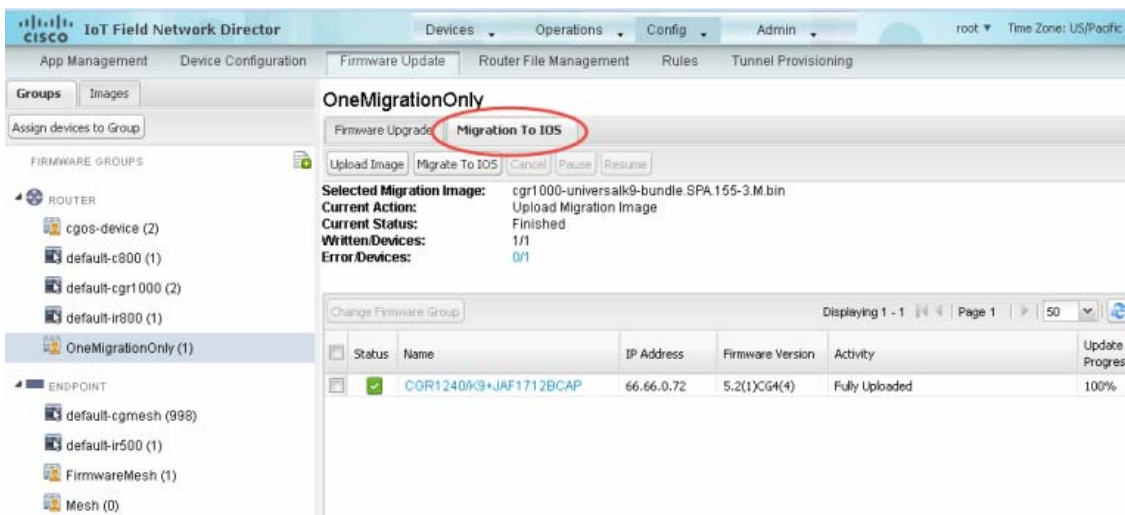 CISCO IoT Field Network Director
Devices Operations Config Admin root Time Zone: US/Pacific
App Management Device Configuration Firmware Update Router File Management Rules Tunnel Provisioning
Groups Images
Assign devices to Group
FIRMWARE GROUPS
ROUTER
cgos-device (2)
default-c800 (1)
default-cgr1000 (2)
default-ir800 (1)
OneMigrationOnly (1)
ENDPOINT
default-cgmesh (998)
default-ir500 (1)
FirmwareMesh (1)
Mesh (0)
OneMigrationOnly
Firmware Upgrade Migration To IOS
Upload Image Migrate To IOS Cancel Pause Resume
Selected Migration Image: cgr1000-universalk9-bundle.SPA.155-3.M.bin
Current Action: Upload Migration Image
Current Status: Finished
Written/Devices: 1/1
Error/Devices: 0/1
Change Firmware Group Displaying 1 - 1 Page 1 50
Status Name IP Address Firmware Version Activity Update
Progres
CGR1240/K9+JAF1712BCAP 66.66.0.72 5.2(1)CG4(4) Fully Uploaded 100%